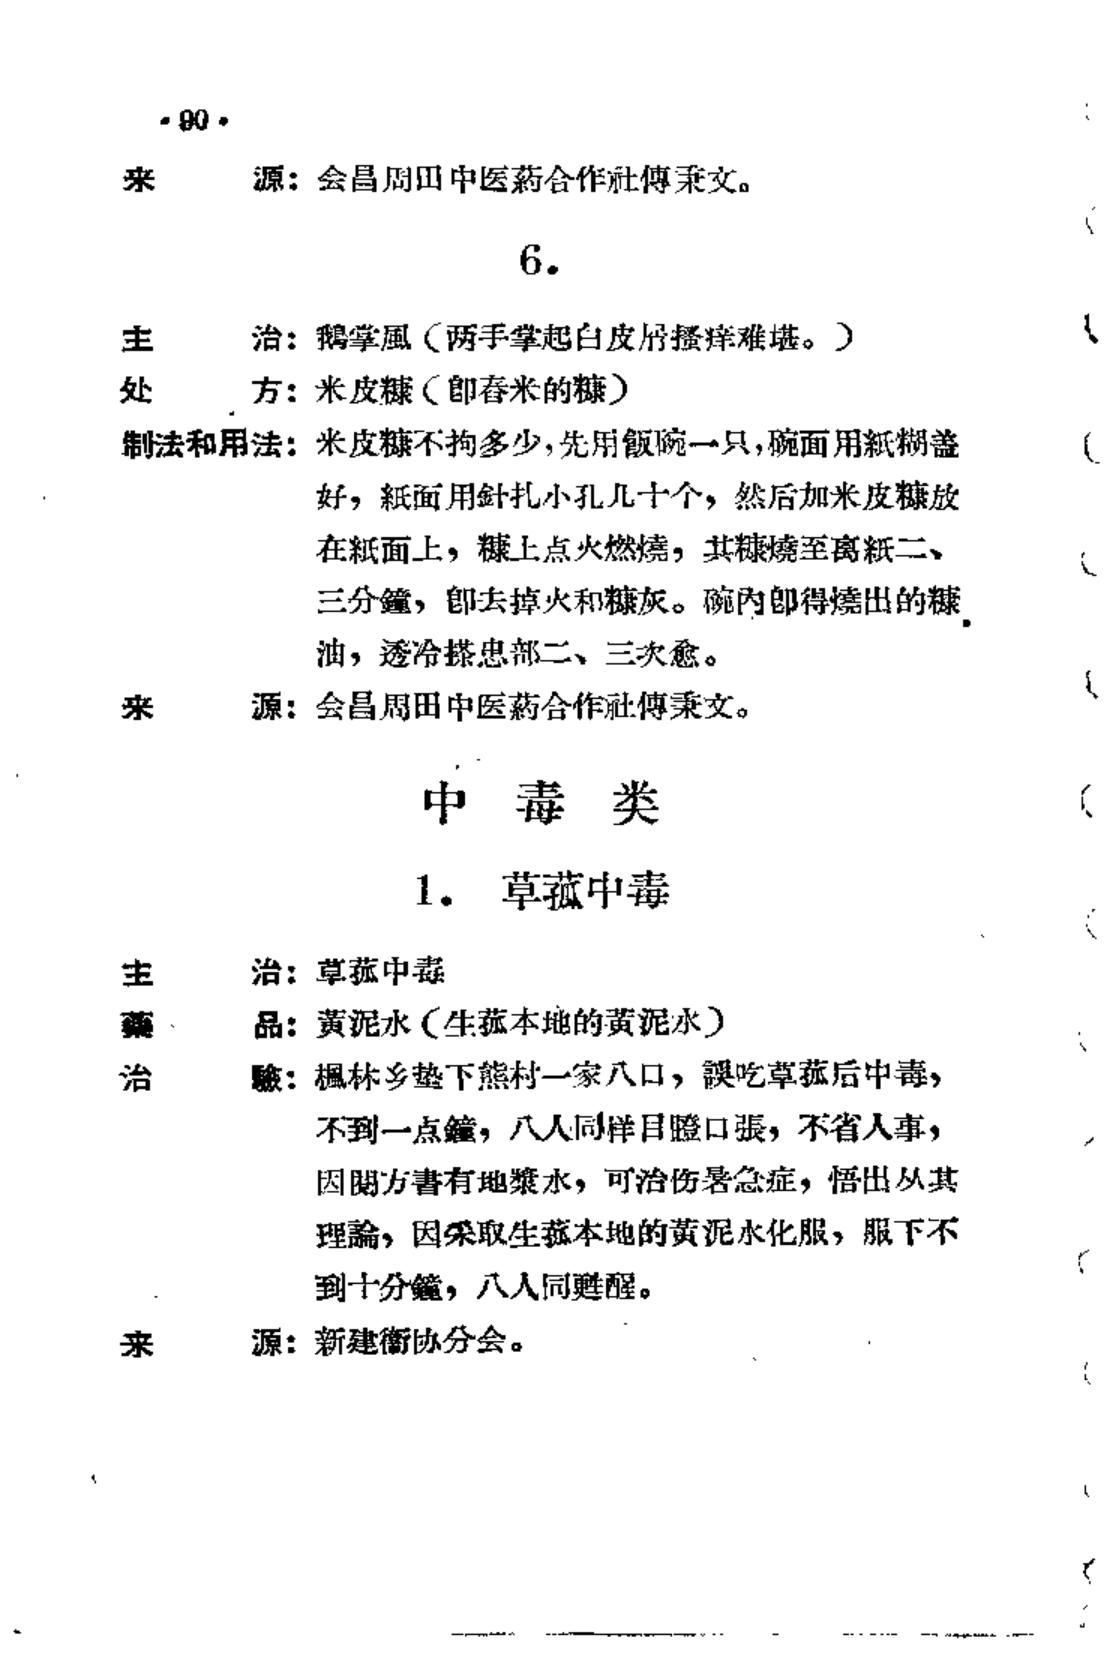 ·90·
来　　　源：会昌周田中医葯合作社傅秉文。
6.
主　　　治：鵝掌風（两手掌起白皮屑搔痒难堪。）
处　　　方：米皮糠（卽舂米的糠）
制法和用法：米皮糠不拘多少，先用飯碗一只，碗面用紙糊盖
好，紙面用針扎小孔几十个，然后加米皮糠放
在紙面上，糠上点火燃燒，其糠燒至离紙二、
三分鐘，卽去掉火和糠灰。碗內卽得燒出的糠
油，透冷搽患部二、三次愈。
来　　　源：会昌周田中医葯合作社傅秉文。
中　毒　类
1.　草菰中毒
主　　　治：草菰中毒
藥　　　品：黃泥水（生菰本地的黃泥水）
治　　　驗：楓林乡垫下熊村一家八口，誤吃草菰后中毒，
不到一点鐘，八人同样目瞪口張，不省人事，
因閱方書有地漿水，可治伤暑急症，悟出从其
理論，因采取生菰本地的黃泥水化服，服下不
到十分鐘，八人同甦醒。
来　　　源：新建衞协分会。